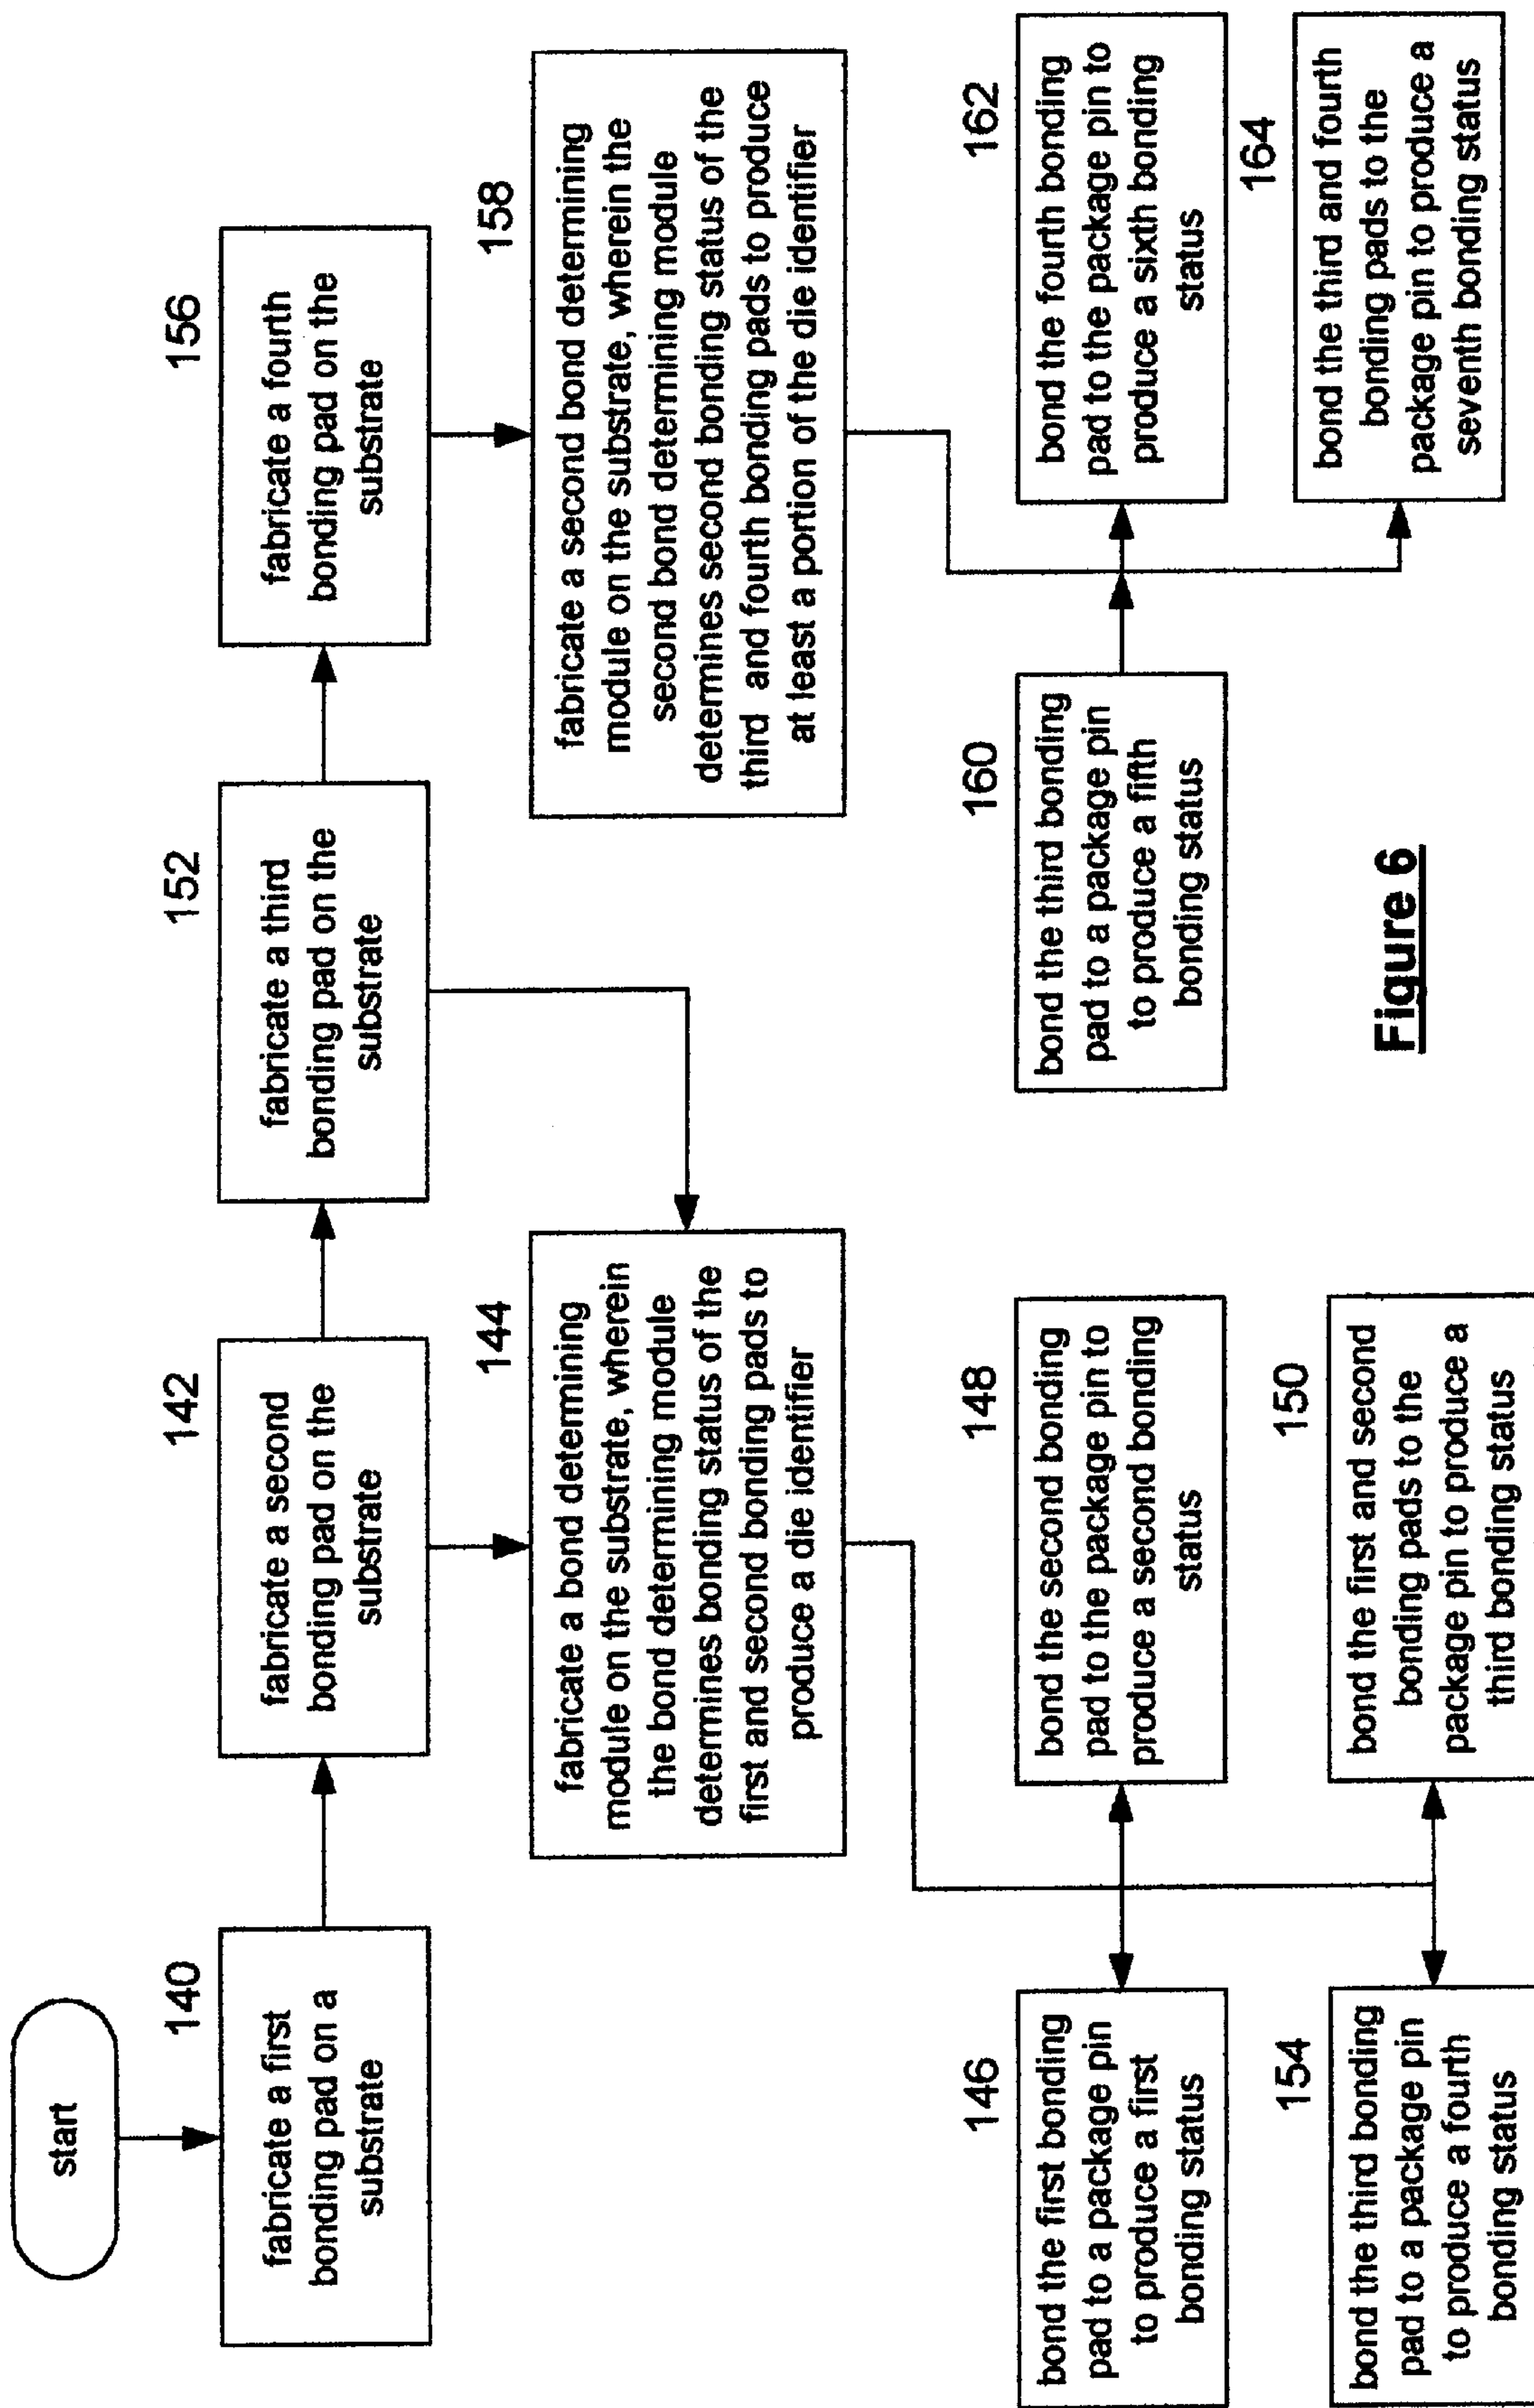 start
140
fabricate a first
bonding pad on a
substrate
142
fabricate a second
bonding pad on the
substrate
152
fabricate a third
bonding pad on the
substrate
156
fabricate a fourth
bonding pad on the
substrate
144
fabricate a bond determining
module on the substrate, wherein
the bond determining module
determines bonding status of the
first and second bonding pads to
produce a die identifier
158
fabricate a second bond determining
module on the substrate, wherein the
second bond determining module
determines second bonding status of the
third and fourth bonding pads to produce
at least a portion of the die identifier
146
bond the first bonding
pad to a package pin
to produce a first
bonding status
148
bond the second bonding
pad to the package pin to
produce a second bonding
status
160
bond the third bonding
pad to a package pin
to produce a fifth
bonding status
162
bond the fourth bonding
pad to the package pin to
produce a sixth bonding
status
154
bond the third bonding
pad to a package pin
to produce a fourth
bonding status
150
bond the first and second
bonding pads to the
package pin to produce a
third bonding status
164
bond the third and fourth
bonding pads to the
package pin to produce a
seventh bonding status
Figure 6